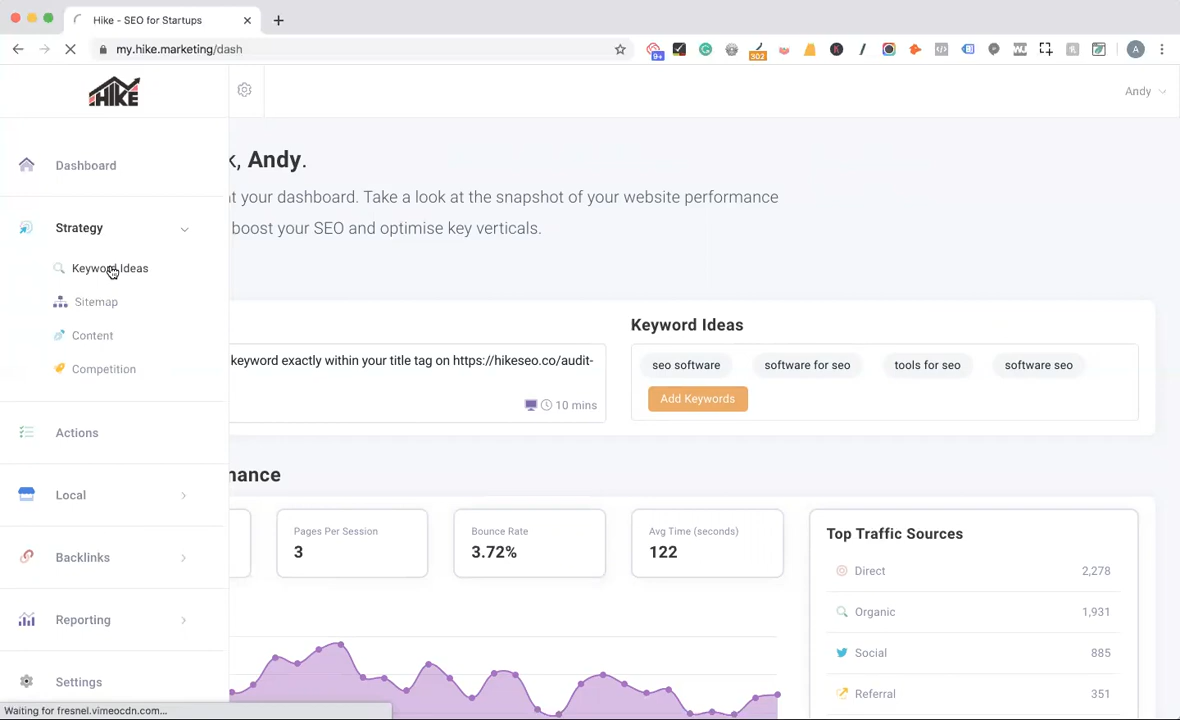 Hike - SEO for Startups
my.hike.marketing/dash
9+
302
A
HIKE
Andy
Dashboard
Strategy
Keyword Ideas
Sitemap
Content
Competition
Actions
Local
Backlinks
Reporting
Settings
k, Andy.
t your dashboard. Take a look at the snapshot of your website performance
boost your SEO and optimise key verticals.
keyword exactly within your title tag on https://hikeseo.co/audit-
10 mins
Keyword Ideas
seo software
software for seo
tools for seo
software seo
Add Keywords
nance
Pages Per Session
3
Bounce Rate
3.72%
Avg Time (seconds)
122
Top Traffic Sources
Direct 2,278
Organic 1,931
Social 885
Referral 351
Waiting for fresnel.vimeocdn.com...